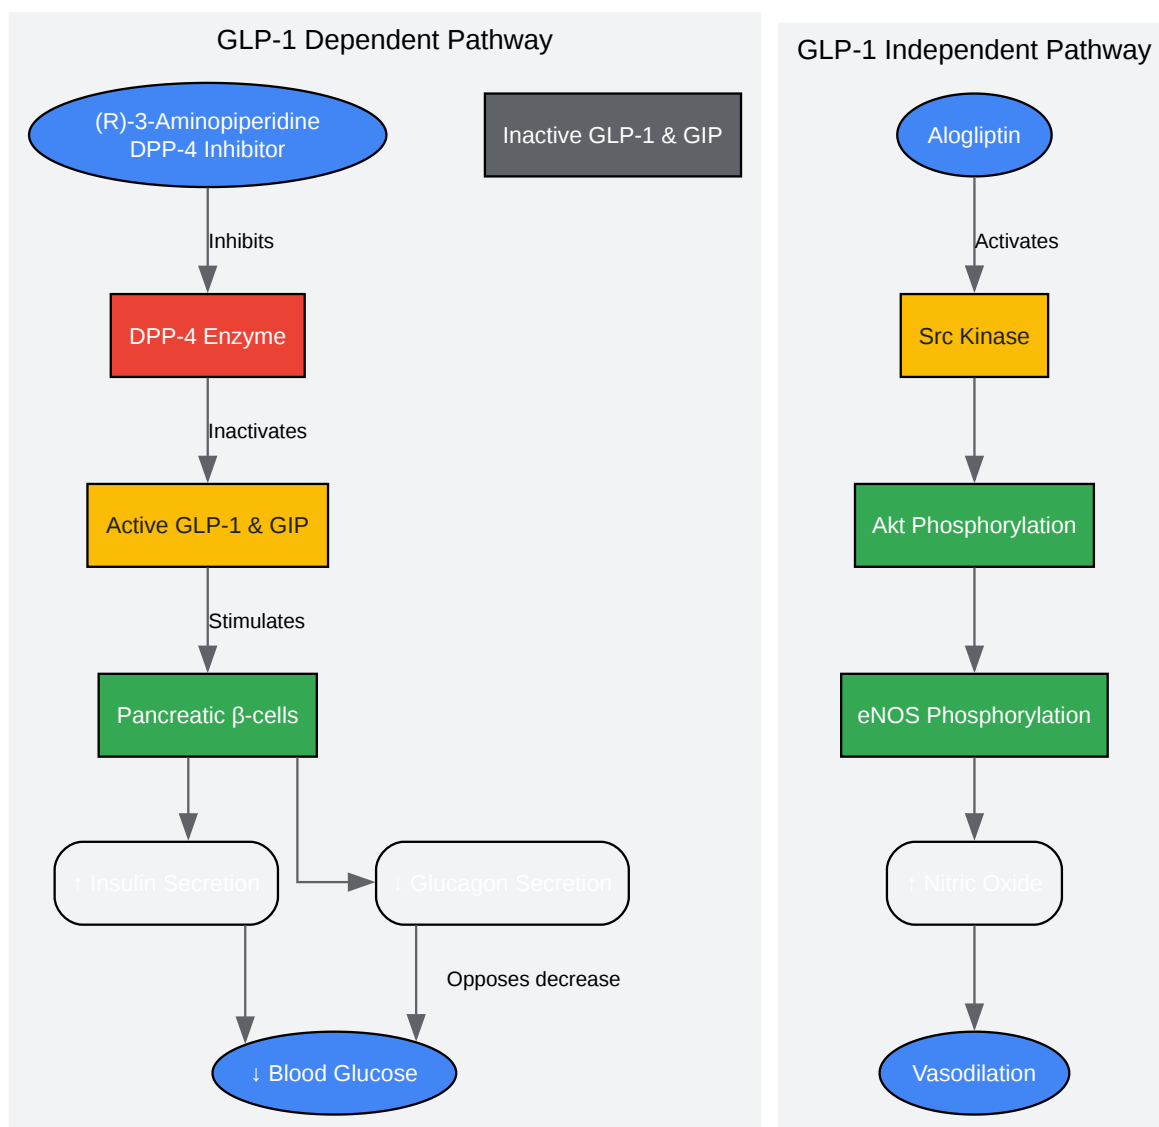 GLP-1 Dependent Pathway
(R)-3-Aminopiperidine
DPP-4 Inhibitor
Inactive GLP-1 & GIP
Inhibits
DPP-4 Enzyme
Inactivates
Active GLP-1 & GIP
Stimulates
Pancreatic β-cells
↑ Insulin Secretion
↓ Glucagon Secretion
Opposes decrease
↓ Blood Glucose
GLP-1 Independent Pathway
Alogliptin
Activates
Src Kinase
Akt Phosphorylation
eNOS Phosphorylation
↑ Nitric Oxide
Vasodilation